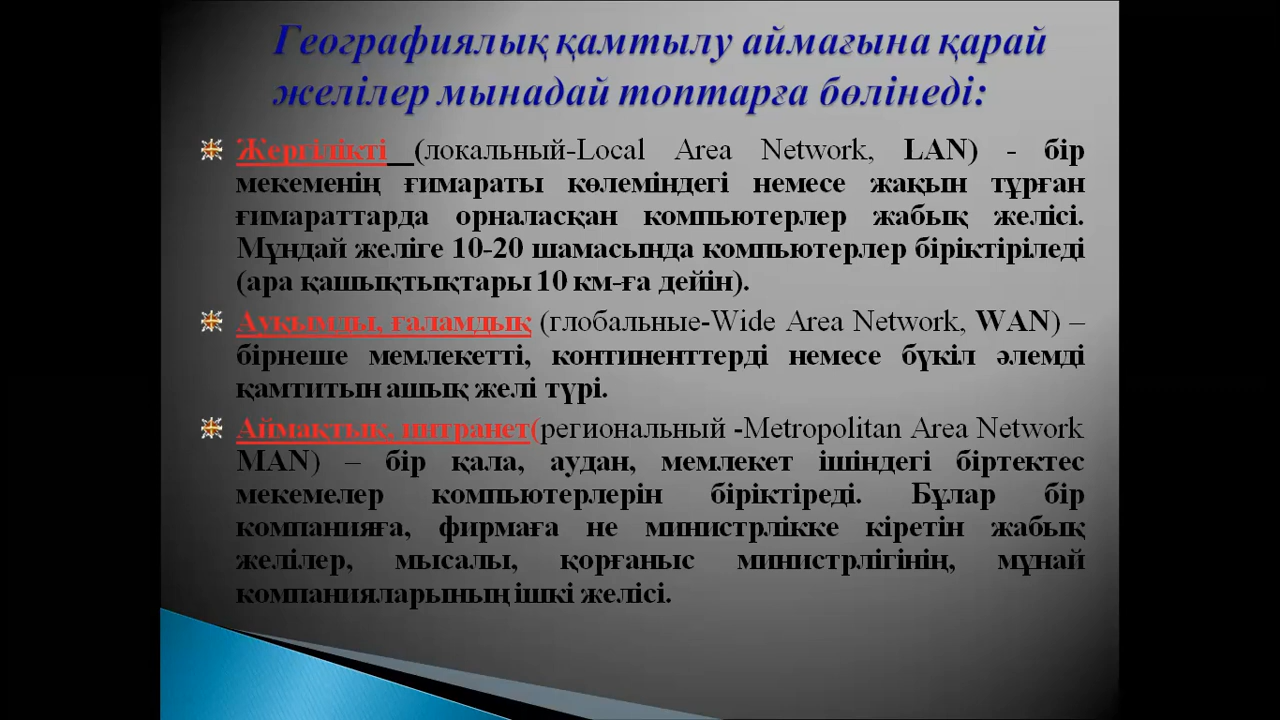 Географиялық қамтылу аймағына қарай
желілер мынадай топтарға бөлінеді:
Жергілікті (локальный-Local Area Network, LAN) - бір
мекеменің ғимараты көлеміндегі немесе жақын тұрған
ғимараттарда орналасқан компьютерлер жабық желісі.
Мұндай желіге 10-20 шамасында компьютерлер біріктіріледі
(ара қашықтықтары 10 км-ға дейін).
Ауқымды, ғаламдық (глобальные-Wide Area Network, WAN) –
бірнеше мемлекетті, континенттерді немесе бүкіл әлемді
қамтитын ашық желі түрі.
Аймақтық, интранет(региональный -Metropolitan Area Network
MAN) – бір қала, аудан, мемлекет ішіндегі біртектес
мекемелер компьютерлерін біріктіреді. Бұлар бір
компанияға, фирмаға не министрлікке кіретін жабық
желілер, мысалы, қорғаныс министрлігінің, мұнай
компанияларының ішкі желісі.